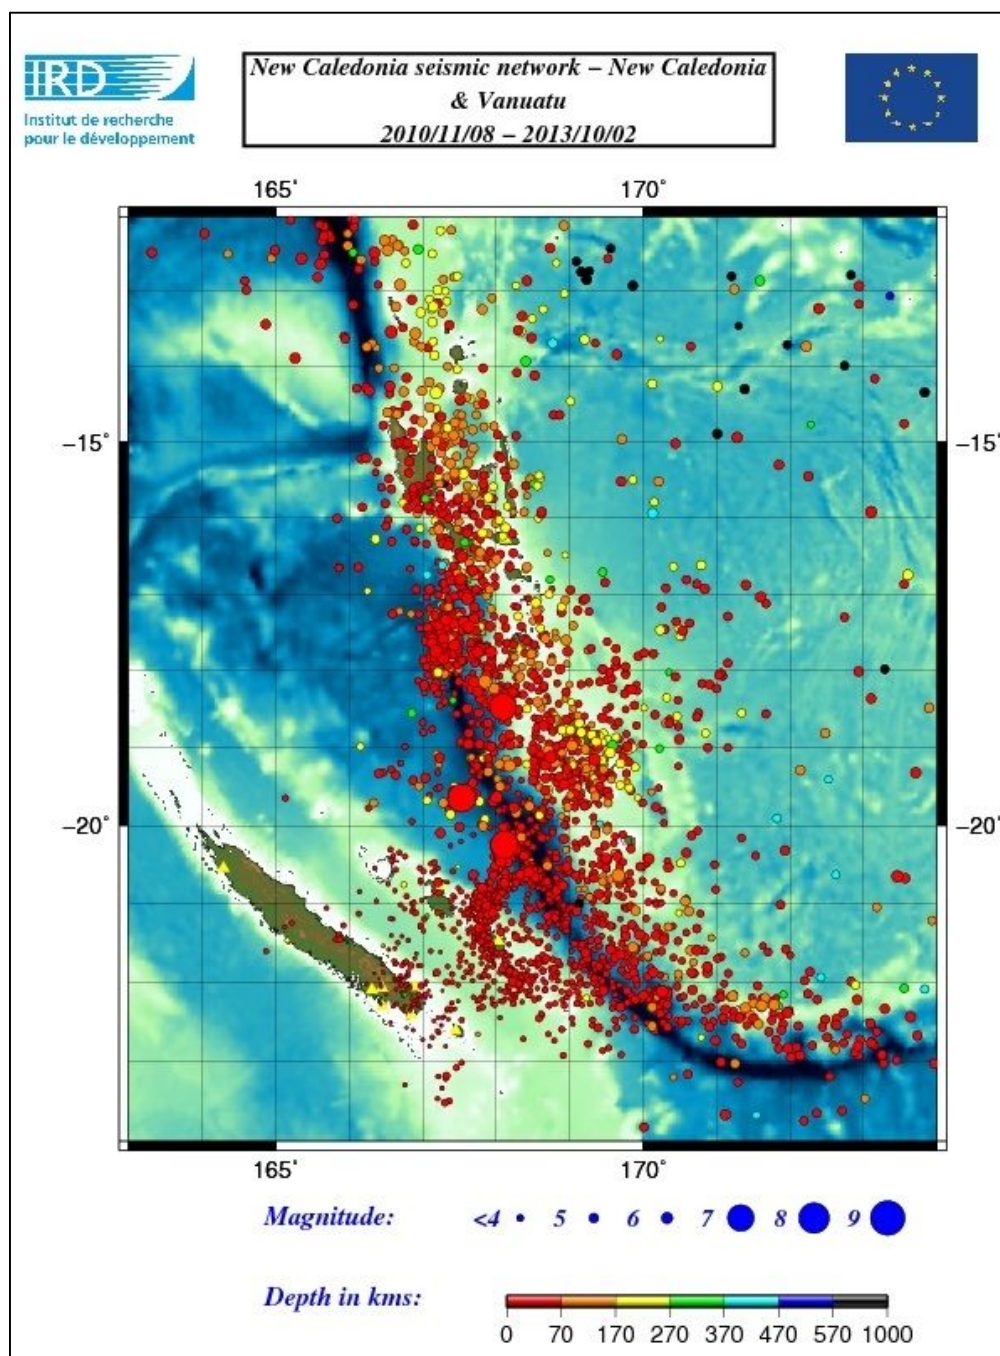 IRD
Institut de recherche
pour le développement
New Caledonia seismic network – New Caledonia
& Vanuatu
2010/11/08 – 2013/10/02
165° 170°
−15° −15°
−20° −20°
165° 170°
Magnitude: <4 5 6 7 8 9
Depth in kms:
0 70 170 270 370 470 570 1000